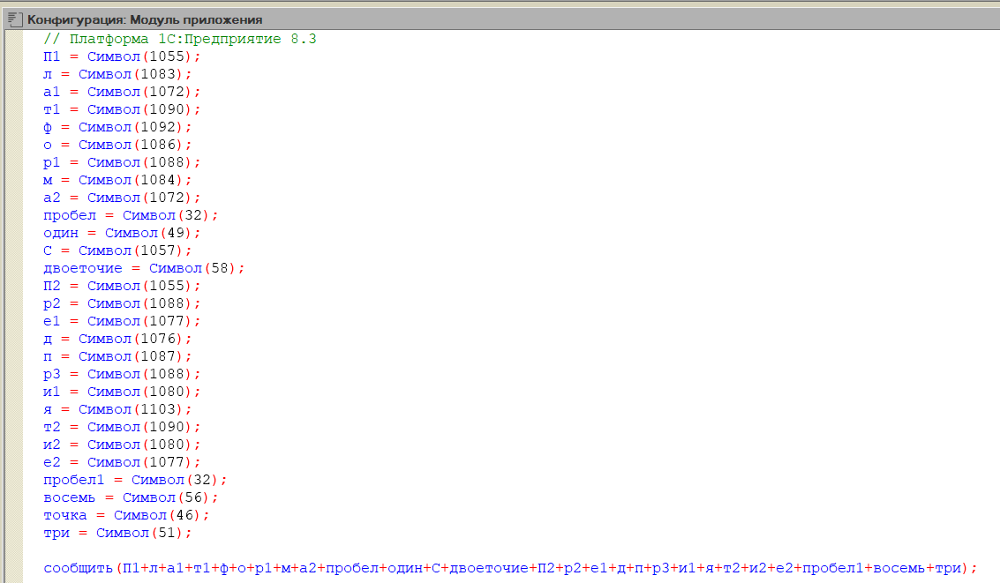 Конфигурация: Модуль приложения
// Платформа 1С:Предприятие 8.3
П1 = Символ(1055);
л = Символ(1083);
а1 = Символ(1072);
т1 = Символ(1090);
ф = Символ(1092);
о = Символ(1086);
р1 = Символ(1088);
м = Символ(1084);
а2 = Символ(1072);
пробел = Символ(32);
один = Символ(49);
С = Символ(1057);
двоеточие = Символ(58);
П2 = Символ(1055);
р2 = Символ(1088);
е1 = Символ(1077);
д = Символ(1076);
п = Символ(1087);
р3 = Символ(1088);
и1 = Символ(1080);
я = Символ(1103);
т2 = Символ(1090);
и2 = Символ(1080);
е2 = Символ(1077);
пробел1 = Символ(32);
восемь = Символ(56);
точка = Символ(46);
три = Символ(51);
сообщить(П1+л+а1+т1+ф+о+р1+м+а2+пробел+один+С+двоеточие+П2+р2+е1+д+п+р3+и1+я+т2+и2+е2+пробел1+восемь+три);